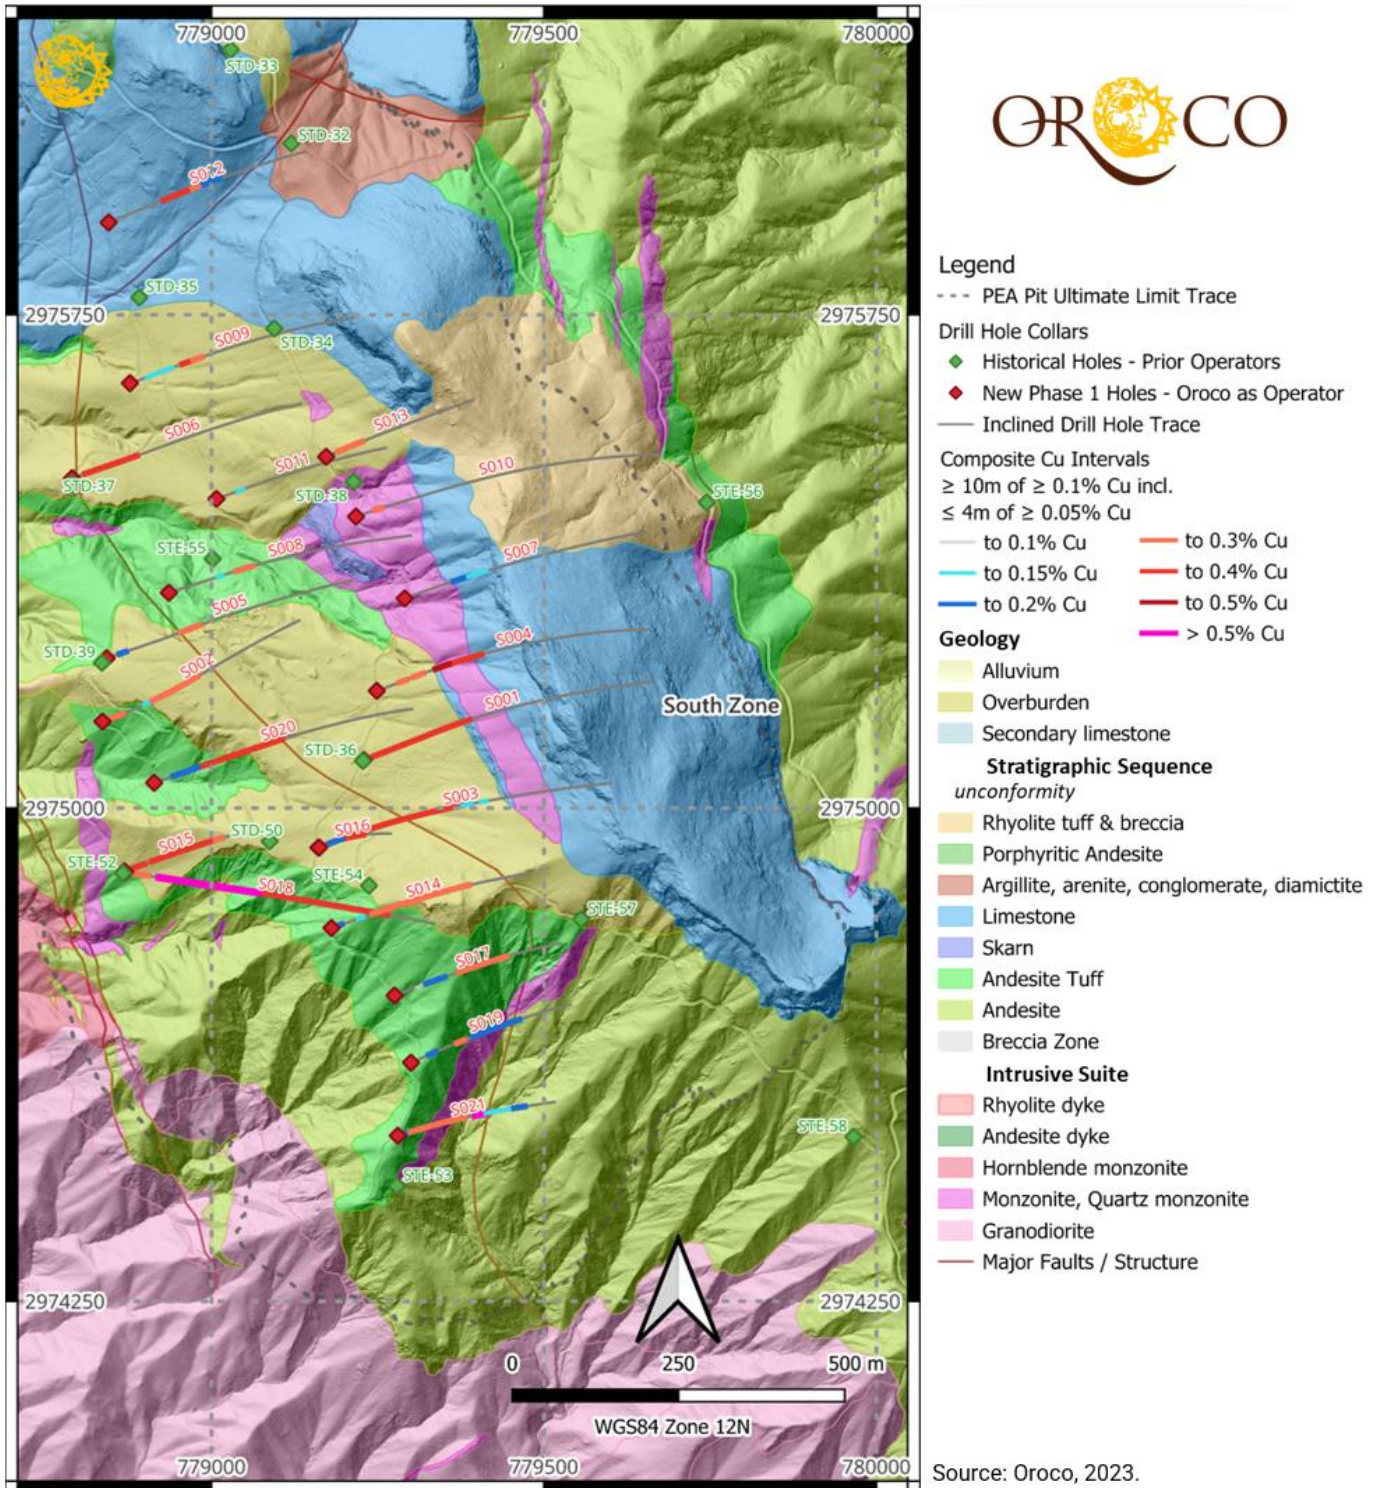 779000
779500
780000
STD-33
STD-32
S012
STD-35
2975750
2975750
S009
STD-34
S006
S013
S011
S010
STD-37
STD-38
STE-56
STE-55
S008
S007
S005
STD-39
S002
S004
S001
South Zone
S020
STD-36
2975000
2975000
S003
S015
STD-50
S016
STE-52
S018
STE-54
S014
STE-57
S017
S019
S021
STE-58
STE-53
2974250
2974250
0
250
500 m
WGS84 Zone 12N
779000
779500
780000
OROCO
Legend
PEA Pit Ultimate Limit Trace
Drill Hole Collars
Historical Holes - Prior Operators
New Phase 1 Holes - Oroco as Operator
Inclined Drill Hole Trace
Composite Cu Intervals
≥ 10m of ≥ 0.1% Cu incl.
≤ 4m of ≥ 0.05% Cu
to 0.1% Cu
to 0.3% Cu
to 0.15% Cu
to 0.4% Cu
to 0.2% Cu
to 0.5% Cu
> 0.5% Cu
Geology
Alluvium
Overburden
Secondary limestone
Stratigraphic Sequence
unconformity
Rhyolite tuff & breccia
Porphyritic Andesite
Argillite, arenite, conglomerate, diamictite
Limestone
Skarn
Andesite Tuff
Andesite
Breccia Zone
Intrusive Suite
Rhyolite dyke
Andesite dyke
Hornblende monzonite
Monzonite, Quartz monzonite
Granodiorite
Major Faults / Structure
Source: Oroco, 2023.